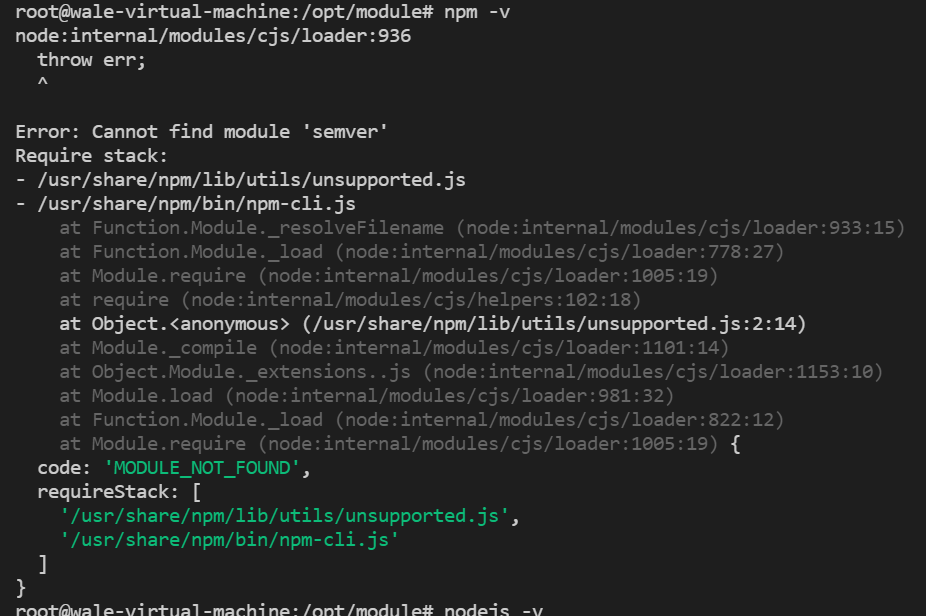 root@wale-virtual-machine:/opt/module# npm -v
node:internal/modules/cjs/loader:936
  throw err;
  ^

Error: Cannot find module 'semver'
Require stack:
- /usr/share/npm/lib/utils/unsupported.js
- /usr/share/npm/bin/npm-cli.js
    at Function.Module._resolveFilename (node:internal/modules/cjs/loader:933:15)
    at Function.Module._load (node:internal/modules/cjs/loader:778:27)
    at Module.require (node:internal/modules/cjs/loader:1005:19)
    at require (node:internal/modules/cjs/helpers:102:18)
    at Object.<anonymous> (/usr/share/npm/lib/utils/unsupported.js:2:14)
    at Module._compile (node:internal/modules/cjs/loader:1101:14)
    at Object.Module._extensions..js (node:internal/modules/cjs/loader:1153:10)
    at Module.load (node:internal/modules/cjs/loader:981:32)
    at Function.Module._load (node:internal/modules/cjs/loader:822:12)
    at Module.require (node:internal/modules/cjs/loader:1005:19) {
  code: 'MODULE_NOT_FOUND',
  requireStack: [
    '/usr/share/npm/lib/utils/unsupported.js',
    '/usr/share/npm/bin/npm-cli.js'
  ]
}
root@wale-virtual-machine:/opt/module# nodejs -v